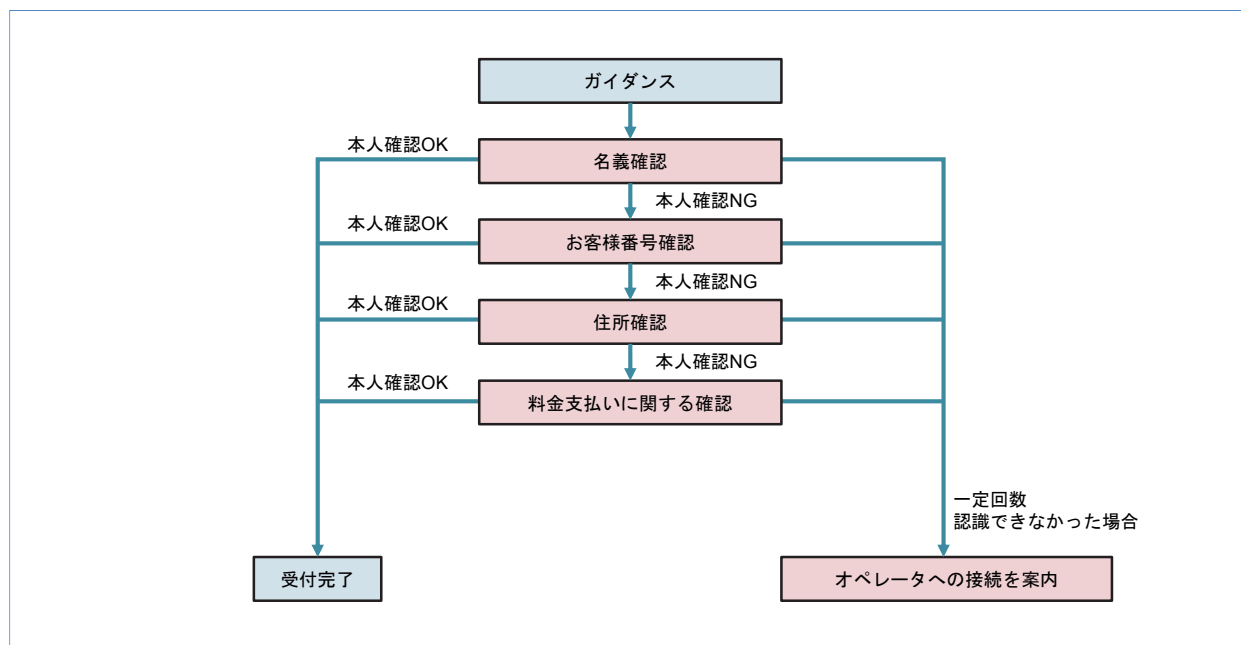 ガイダンス
本人確認OK
名義確認
本人確認NG
本人確認OK
お客様番号確認
本人確認NG
本人確認OK
住所確認
本人確認NG
本人確認OK
料金支払いに関する確認
一定回数
認識できなかった場合
受付完了
オペレータへの接続を案内